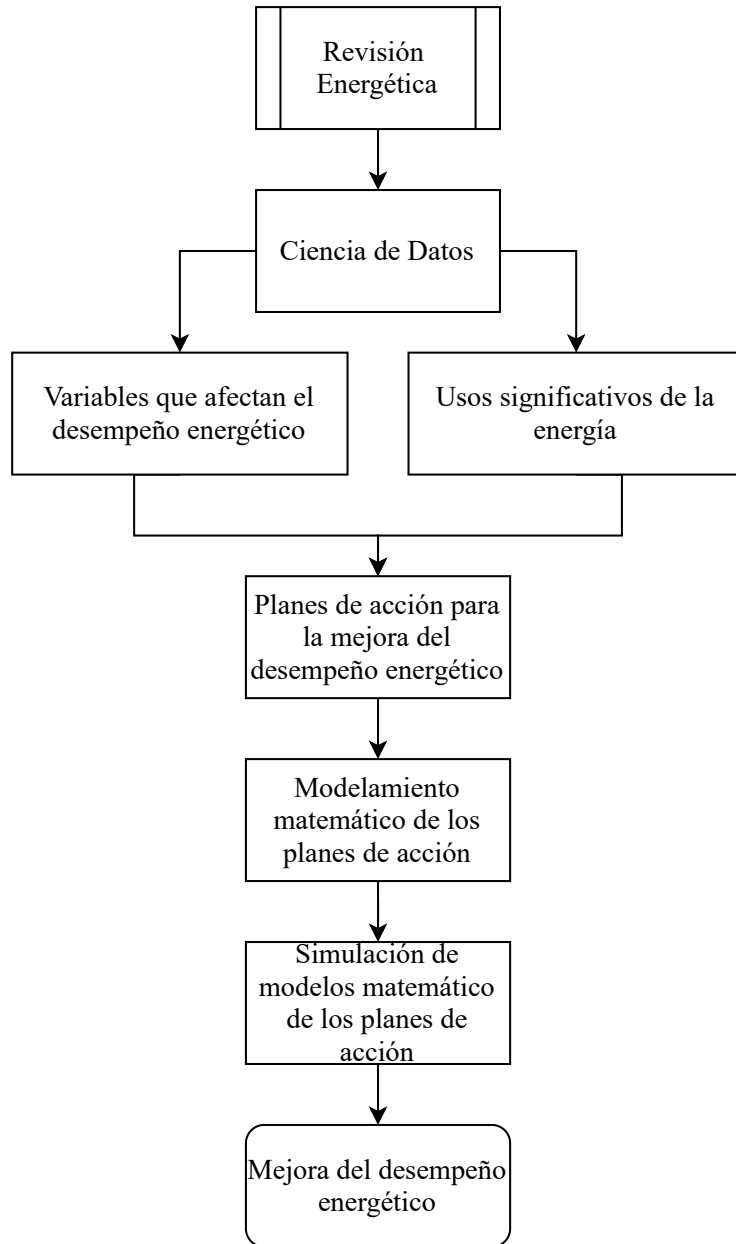 Revisión
Energética
Ciencia de Datos
Variables que afectan el
desempeño energético
Usos significativos de la
energía
Planes de acción para
la mejora del
desempeño energético
Modelamiento
matemático de los
planes de acción
Simulación de
modelos matemático
de los planes de
acción
Mejora del desempeño
energético